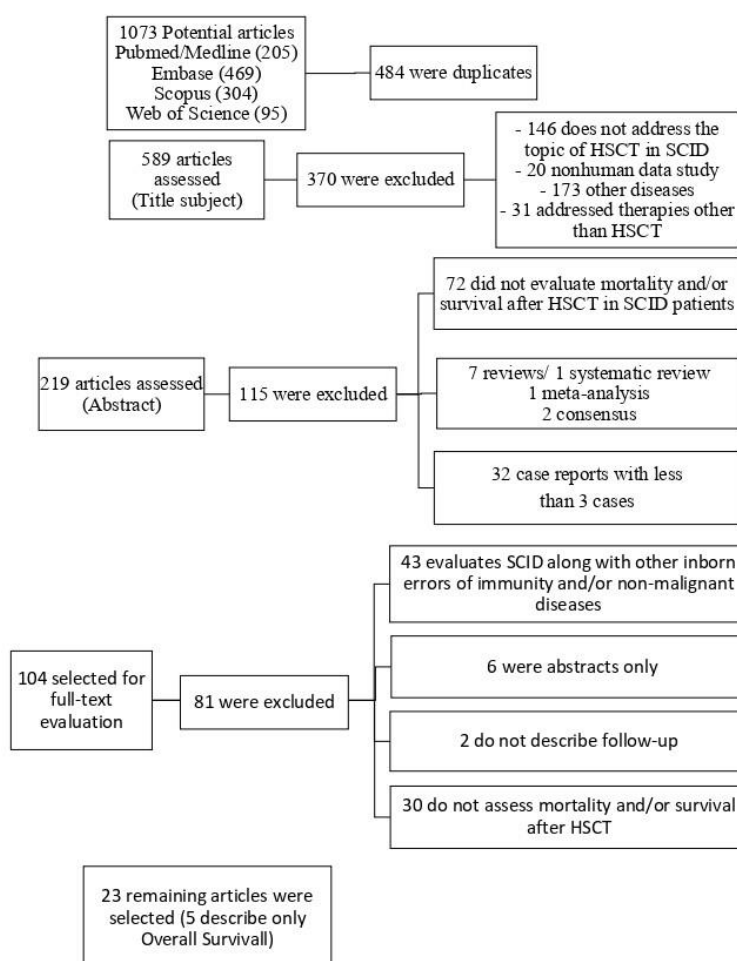 1073 Potential articles
Pubmed/Medline (205)
Embase (469)
Scopus (304)
Web of Science (95)
484 were duplicates
589 articles
assessed
(Title subject)
370 were excluded
- 146 does not address the
topic of HSCT in SCID
- 20 nonhuman data study
- 173 other diseases
- 31 addressed therapies other
than HSCT
219 articles assessed
(Abstract)
115 were excluded
72 did not evaluate mortality and/or
survival after HSCT in SCID patients
7 reviews/ 1 systematic review
1 meta-analysis
2 consensus
32 case reports with less
than 3 cases
104 selected for
full-text
evaluation
81 were excluded
43 evaluates SCID along with other inborn
errors of immunity and/or non-malignant
diseases
6 were abstracts only
2 do not describe follow-up
30 do not assess mortality and/or survival
after HSCT
23 remaining articles were
selected (5 describe only
Overall Survivall)